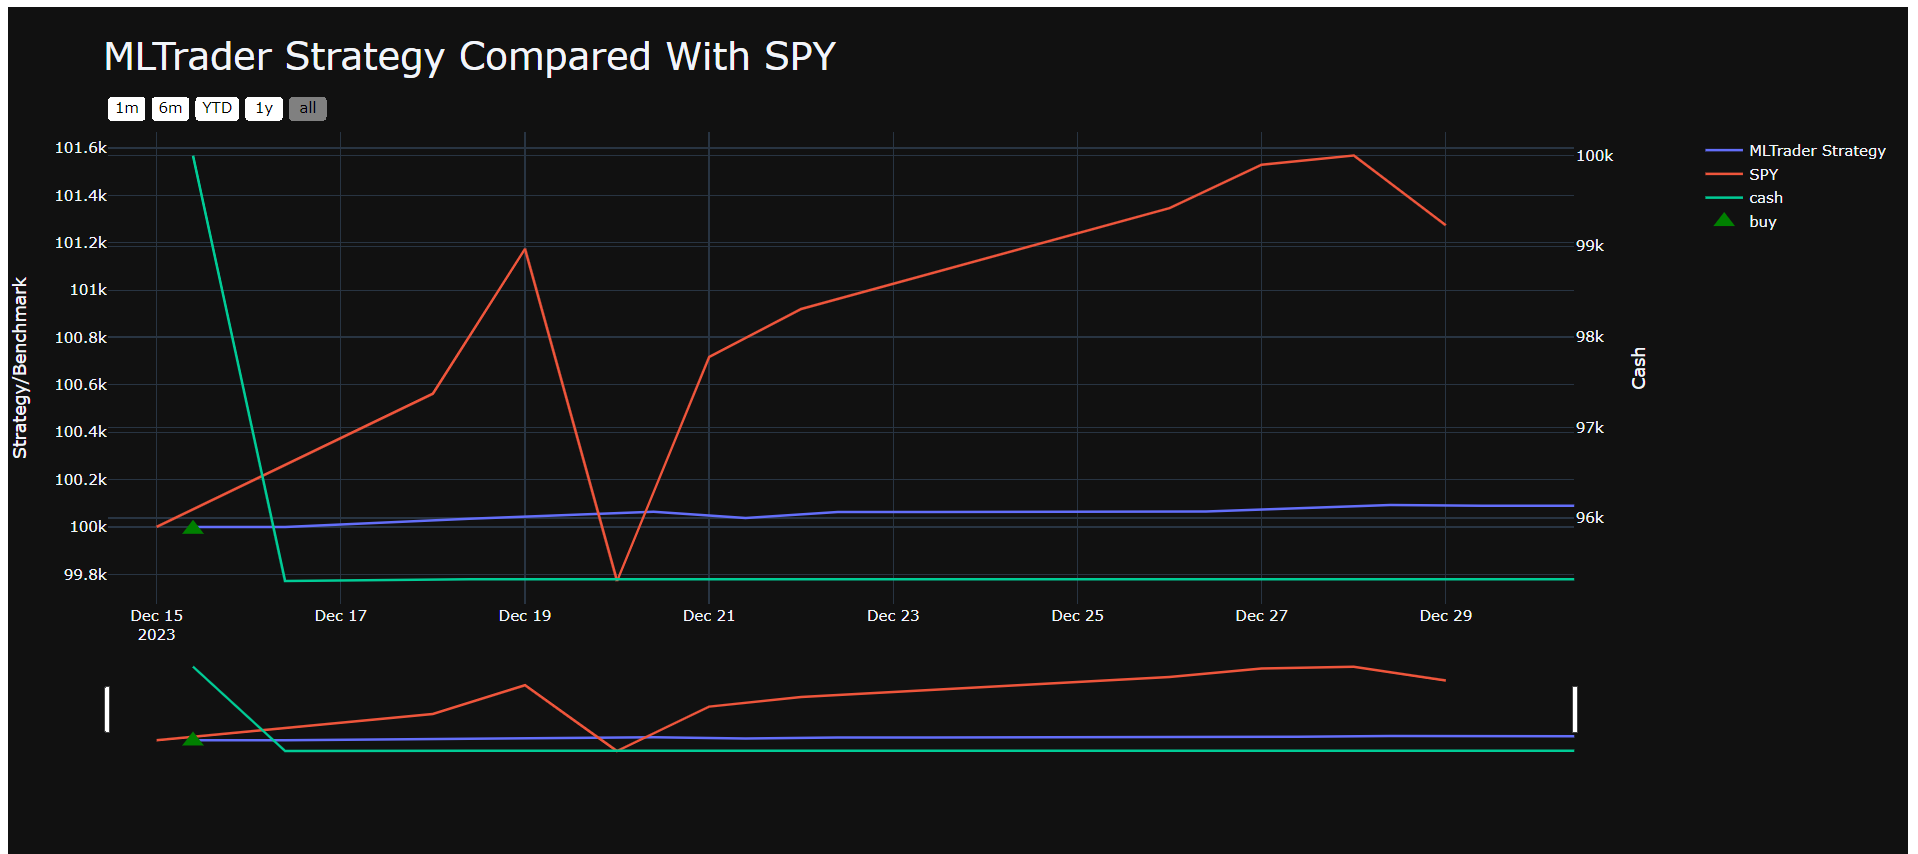 MLTrader Strategy Compared With SPY
1m 6m YTD 1y all
Strategy/Benchmark
101.6k
101.4k
101.2k
101k
100.8k
100.6k
100.4k
100.2k
100k
99.8k
100k
99k
98k
97k
96k
Cash
MLTrader Strategy
SPY
cash
buy
Dec 15 Dec 17 Dec 19 Dec 21 Dec 23 Dec 25 Dec 27 Dec 29
2023